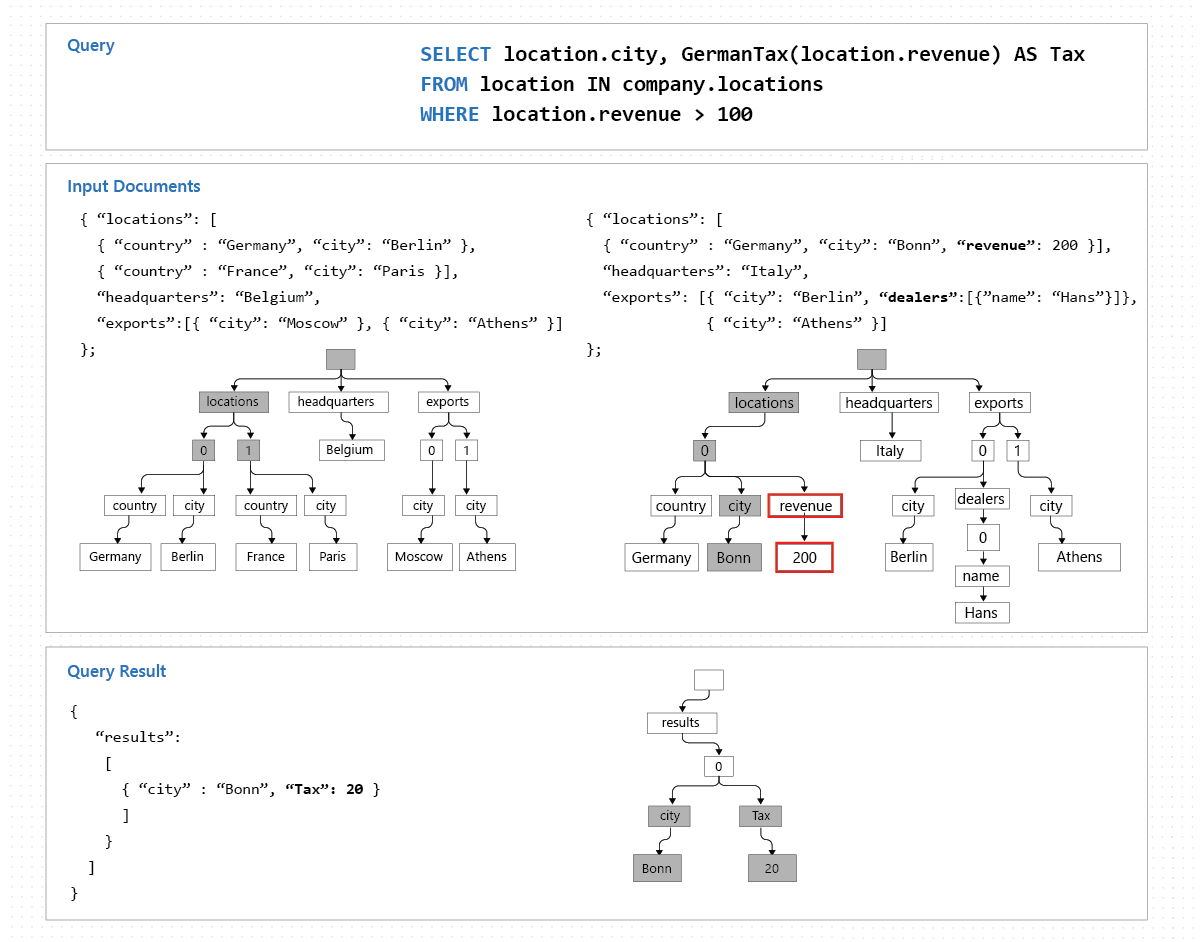 Query
SELECT location.city, GermanTax(location.revenue) AS Tax
FROM location IN company.locations
WHERE location.revenue > 100
Input Documents
{ “locations”: [
{ “country” : “Germany”, “city”: “Berlin” },
{ “country” : “France”, “city”: “Paris }],
“headquarters”: “Belgium”,
“exports”:[{ “city”: “Moscow” }, { “city”: “Athens” }]
};
locations headquarters exports
0 1 Belgium 0 1
country city country city city city
Germany Berlin France Paris Moscow Athens
{ “locations”: [
{ “country” : “Germany”, “city”: “Bonn”, “revenue”: 200 }],
“headquarters”: “Italy”,
“exports”: [{ “city”: “Berlin”, “dealers”:[{”name”: “Hans”}]},
{ “city”: “Athens” }]
};
locations headquarters exports
0 Italy 0 1
country city revenue city dealers city
Germany Bonn 200 Berlin 0 Athens
name
Hans
Query Result
{
“results”:
[
{ “city” : “Bonn”, “Tax”: 20 }
]
}
]
}
results
0
city Tax
Bonn 20